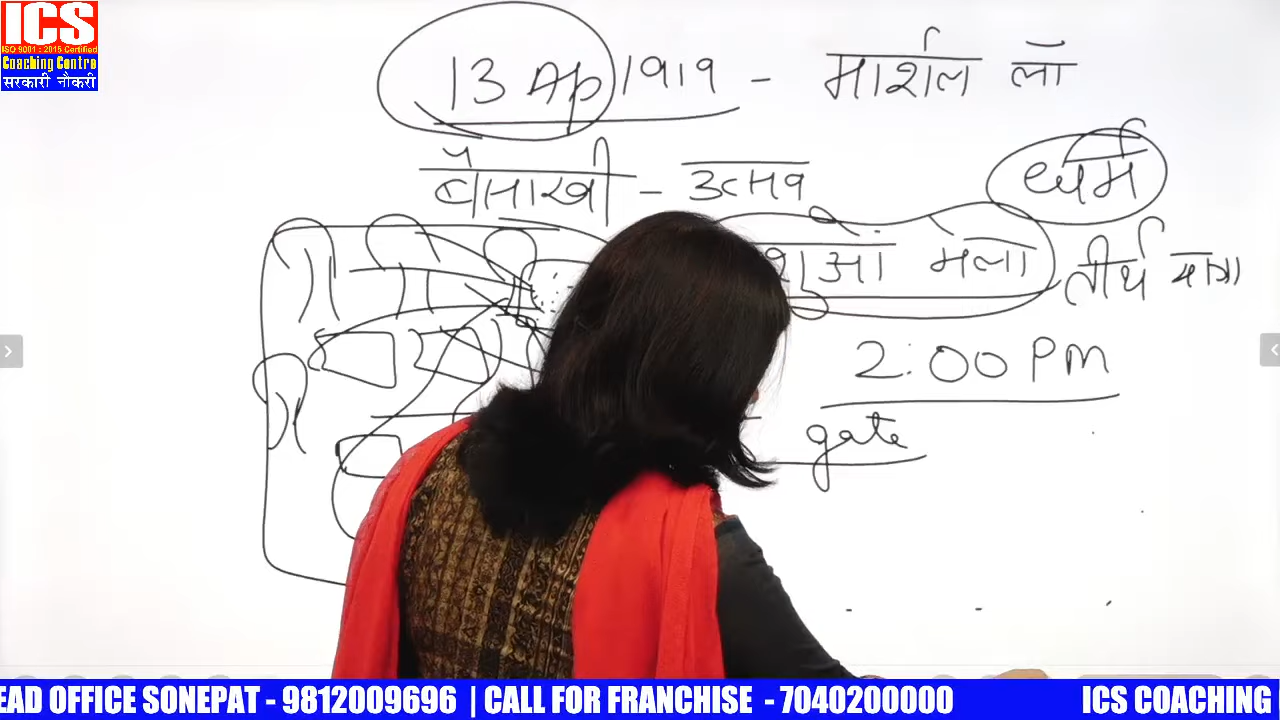 ICS
ISO 9001 : 2015 Certified
Coaching Centre
सरकारी नौकरी
13 Ap 1919 - मार्शल लॉ
बैसाखी - उत्सव
धर्म
शुओं मेला
तीर्थ यात्रा
2:00 PM
gate
EAD OFFICE SONEPAT - 9812009696 | CALL FOR FRANCHISE - 7040200000 ICS COACHING